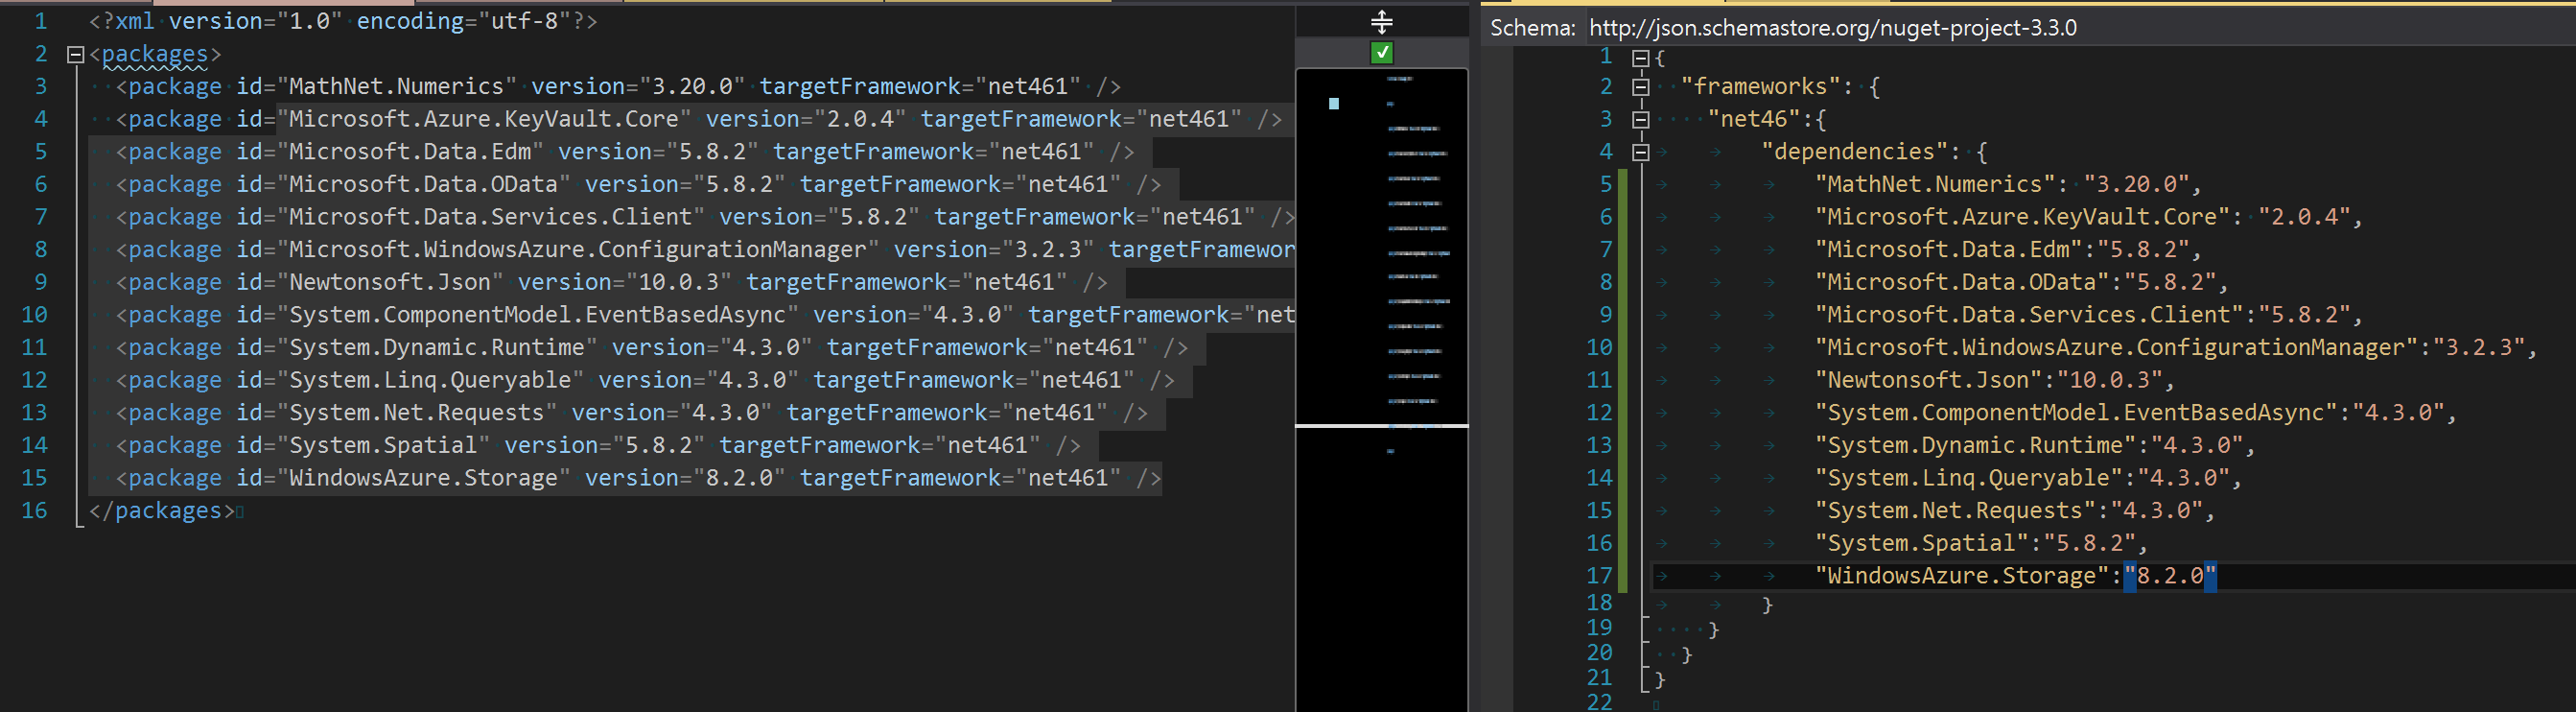 1 <?xml version="1.0" encoding="utf-8"?>
2 <packages>
3 <package id="MathNet.Numerics" version="3.20.0" targetFramework="net461" />
4 <package id="Microsoft.Azure.KeyVault.Core" version="2.0.4" targetFramework="net461" />
5 <package id="Microsoft.Data.Edm" version="5.8.2" targetFramework="net461" />
6 <package id="Microsoft.Data.OData" version="5.8.2" targetFramework="net461" />
7 <package id="Microsoft.Data.Services.Client" version="5.8.2" targetFramework="net461" />
8 <package id="Microsoft.WindowsAzure.ConfigurationManager" version="3.2.3" targetFramewor
9 <package id="Newtonsoft.Json" version="10.0.3" targetFramework="net461" />
10 <package id="System.ComponentModel.EventBasedAsync" version="4.3.0" targetFramework="net
11 <package id="System.Dynamic.Runtime" version="4.3.0" targetFramework="net461" />
12 <package id="System.Linq.Queryable" version="4.3.0" targetFramework="net461" />
13 <package id="System.Net.Requests" version="4.3.0" targetFramework="net461" />
14 <package id="System.Spatial" version="5.8.2" targetFramework="net461" />
15 <package id="WindowsAzure.Storage" version="8.2.0" targetFramework="net461" />
16 </packages>
Schema: http://json.schemastore.org/nuget-project-3.3.0
1 {
2 "frameworks": {
3 "net46":{
4 "dependencies": {
5 "MathNet.Numerics": "3.20.0",
6 "Microsoft.Azure.KeyVault.Core": "2.0.4",
7 "Microsoft.Data.Edm":"5.8.2",
8 "Microsoft.Data.OData":"5.8.2",
9 "Microsoft.Data.Services.Client":"5.8.2",
10 "Microsoft.WindowsAzure.ConfigurationManager":"3.2.3",
11 "Newtonsoft.Json":"10.0.3",
12 "System.ComponentModel.EventBasedAsync":"4.3.0",
13 "System.Dynamic.Runtime":"4.3.0",
14 "System.Linq.Queryable":"4.3.0",
15 "System.Net.Requests":"4.3.0",
16 "System.Spatial":"5.8.2",
17 "WindowsAzure.Storage":"8.2.0"
18 }
19 }
20 }
21 }
22